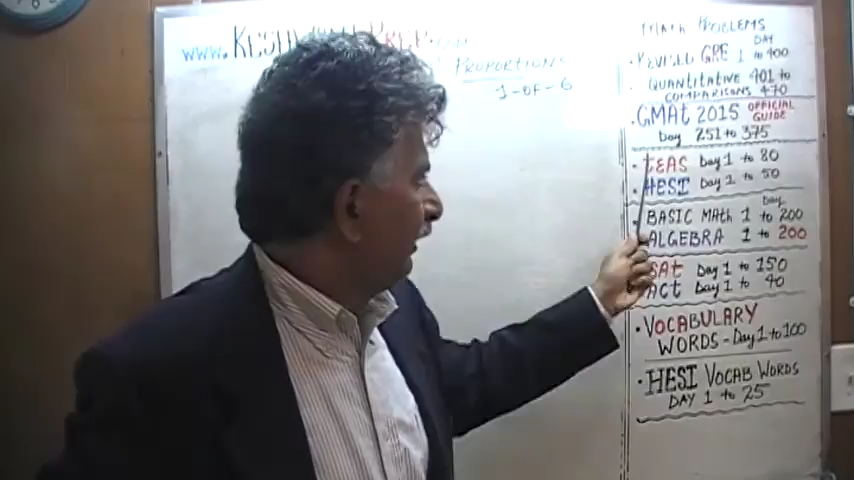 www.
PROPORTIONS
1-OF-6
MATH PROBLEMS
DAY
• REVISED GRE 1 to 400
QUANTITATIVE 401 to
COMPARISONS 470
• GMAT 2015 OFFICIAL GUIDE
DAY 251 to 375
• TEAS Day 1 to 80
• HESI Day 1 to 50
Day
• BASIC MATH 1 to 200
ALGEBRA 1 to 200
SAT Day 1 to 150
ACT Day 1 to 40
• VOCABULARY
WORDS - Day 1 to 100
• HESI VOCAB WORDS
DAY 1 to 25